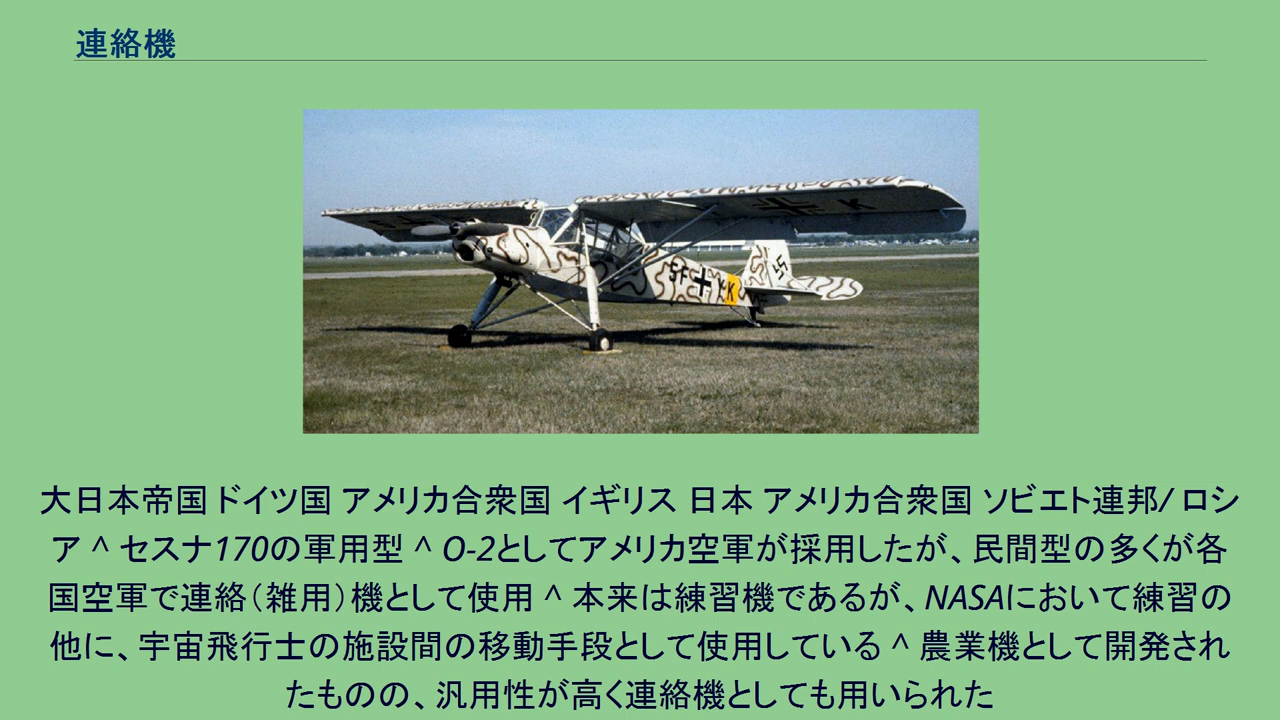 連絡機
SF K
K
大日本帝国 ドイツ国 アメリカ合衆国 イギリス 日本 アメリカ合衆国 ソビエト連邦/ ロシ
ア ^ セスナ170の軍用型 ^ O-2としてアメリカ空軍が採用したが、民間型の多くが各
国空軍で連絡（雑用）機として使用 ^ 本来は練習機であるが、NASAにおいて練習の
他に、宇宙飛行士の施設間の移動手段として使用している ^ 農業機として開発され
たものの、汎用性が高く連絡機としても用いられた